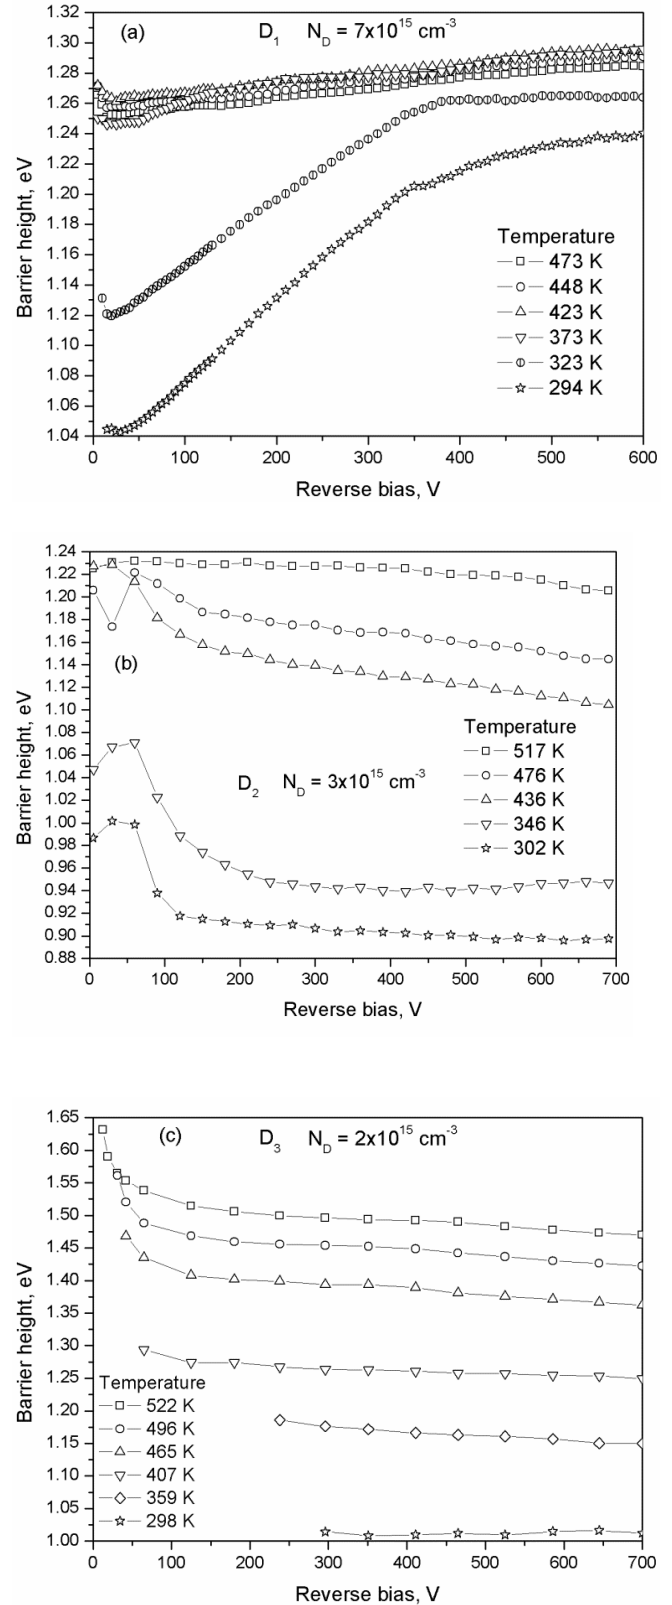 (a) D₁ N_D = 7x10¹⁵ cm⁻³
1.32
1.30
1.28
1.26
1.24
1.22
1.20
1.18
1.16
1.14
1.12
1.10
1.08
1.06
1.04
Barrier height, eV
Temperature
473 K
448 K
423 K
373 K
323 K
294 K
0 100 200 300 400 500 600
Reverse bias, V
1.24
1.22
1.20
1.18
1.16
1.14
1.12
1.10
1.08
1.06
1.04
1.02
1.00
0.98
0.96
0.94
0.92
0.90
0.88
Barrier height, eV
(b)
D₂ N_D = 3x10¹⁵ cm⁻³
Temperature
517 K
476 K
436 K
346 K
302 K
0 100 200 300 400 500 600 700
Reverse bias, V
(c) D₃ N_D = 2x10¹⁵ cm⁻³
1.65
1.60
1.55
1.50
1.45
1.40
1.35
1.30
1.25
1.20
1.15
1.10
1.05
1.00
Barrier height, eV
Temperature
522 K
496 K
465 K
407 K
359 K
298 K
0 100 200 300 400 500 600 700
Reverse bias, V